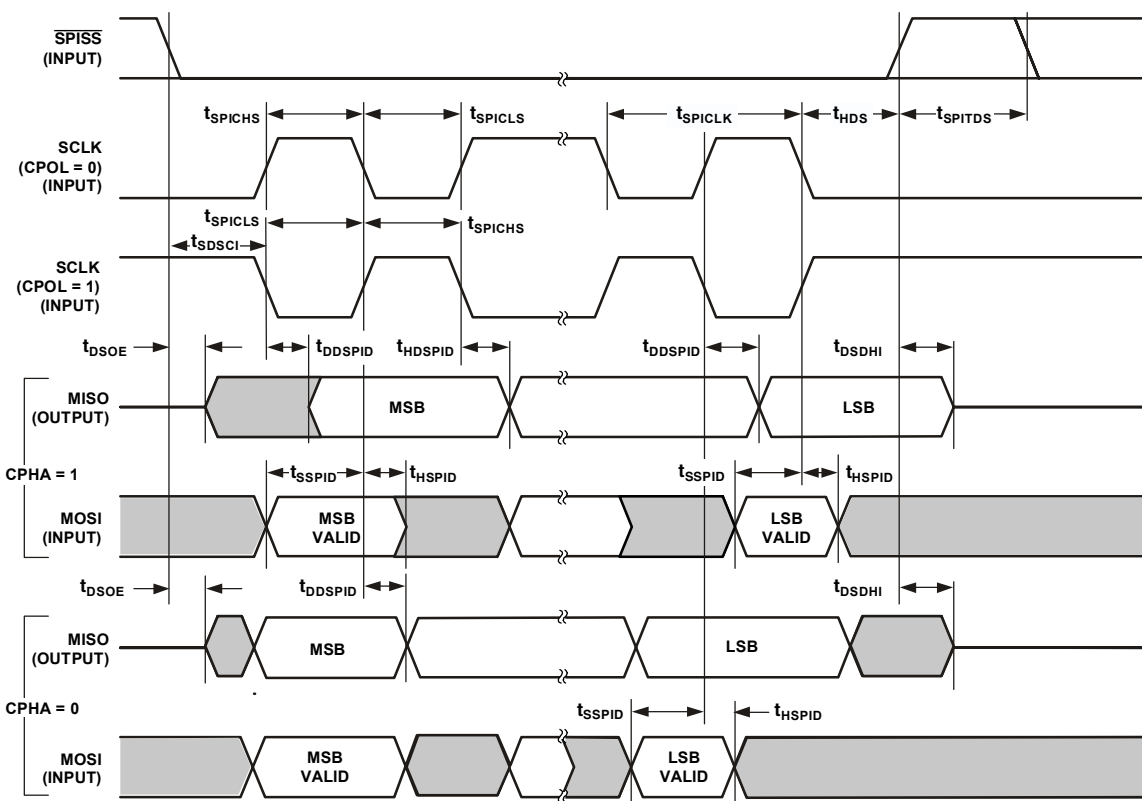 SPISS
(INPUT)
tSPICHS
tSPICLS
tSPICLK
tHDS
tSPITDS
SCLK
(CPOL = 0)
(INPUT)
tSPICLS
tSPICHS
tSDSCI
SCLK
(CPOL = 1)
(INPUT)
tDSOE
tDDSPID
tHDSPID
tDDSPID
tDSDHI
MISO
(OUTPUT)
MSB
LSB
CPHA = 1
tSSPID
tHSPID
tSSPID
tHSPID
MOSI
(INPUT)
MSB
VALID
LSB
VALID
tDSOE
tDDSPID
tDSDHI
MISO
(OUTPUT)
MSB
LSB
CPHA = 0
tSSPID
tHSPID
MOSI
(INPUT)
MSB
VALID
LSB
VALID